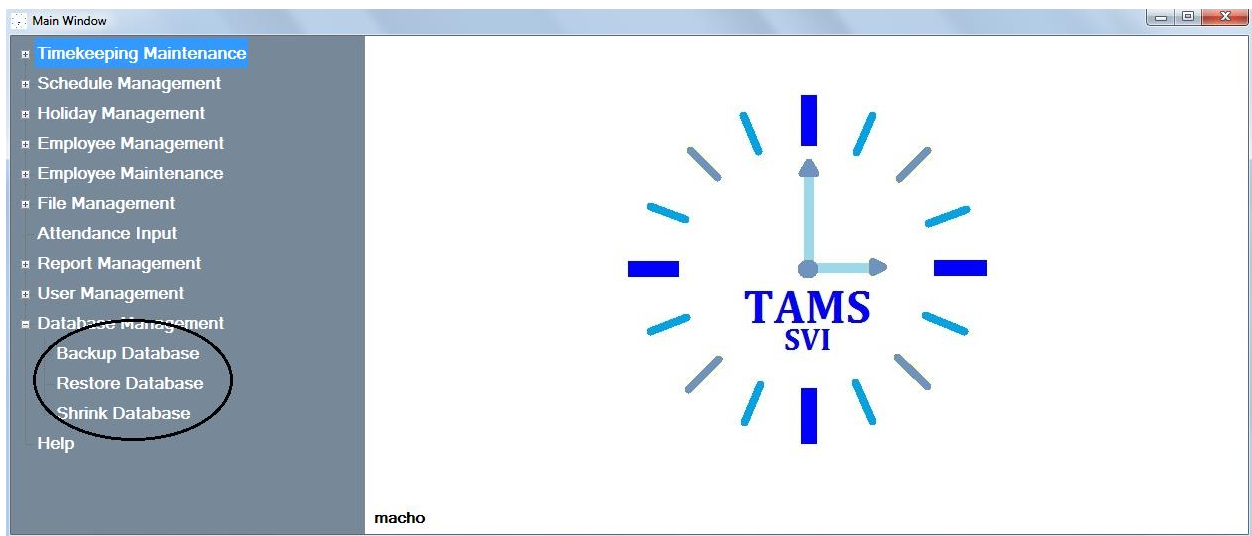 Main Window
Timekeeping Maintenance
Schedule Management
Holiday Management
Employee Management
Employee Maintenance
File Management
Attendance Input
Report Management
User Management
Database Management
Backup Database
Restore Database
Shrink Database
Help
TAMS
SVI
macho